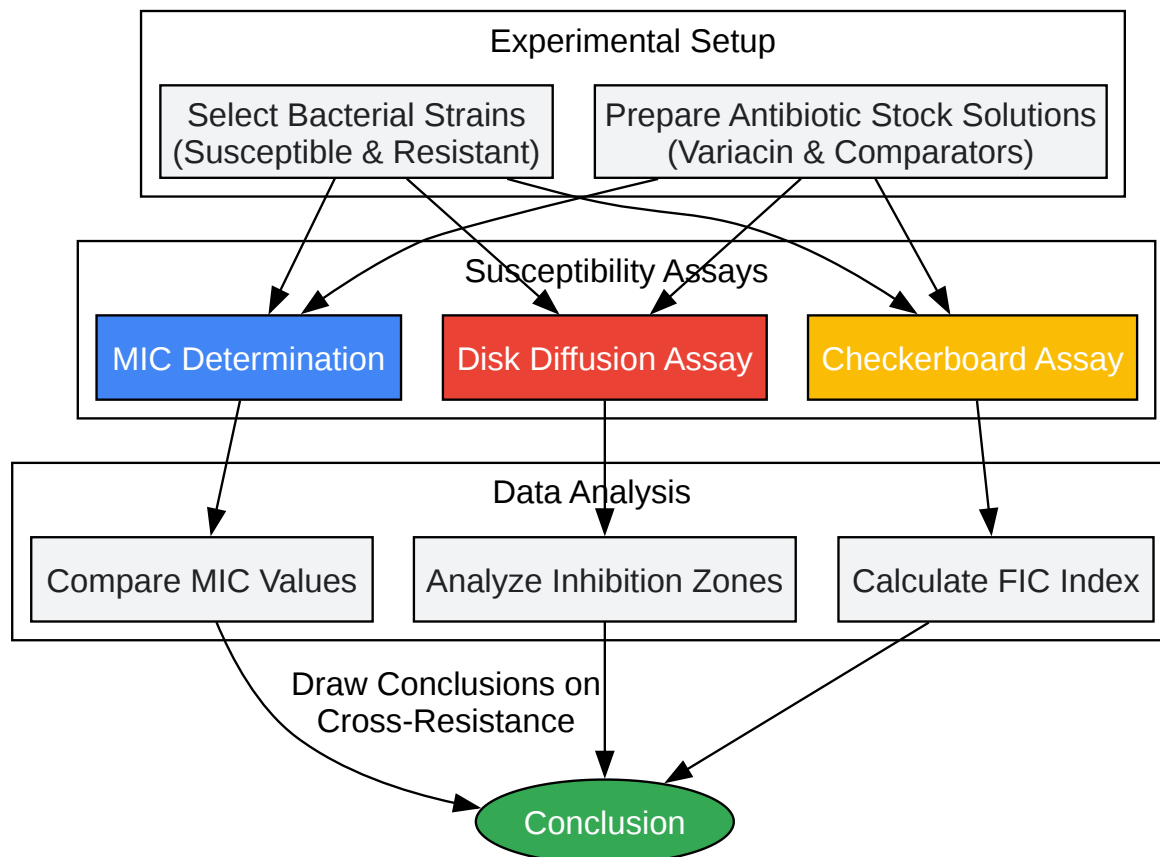 Experimental Setup
Select Bacterial Strains
(Susceptible & Resistant)
Prepare Antibiotic Stock Solutions
(Variacin & Comparators)
Susceptibility Assays
MIC Determination
Disk Diffusion Assay
Checkerboard Assay
Data Analysis
Compare MIC Values
Analyze Inhibition Zones
Calculate FIC Index
Draw Conclusions on
Cross-Resistance
Conclusion